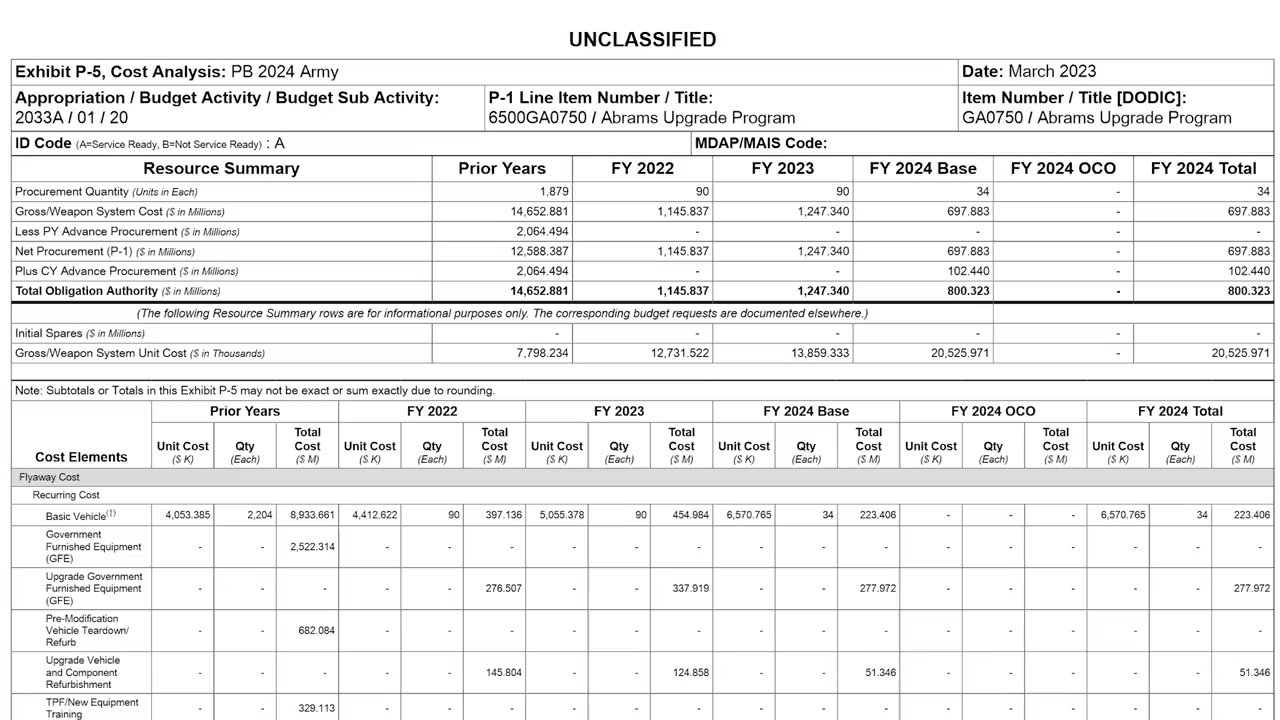 UNCLASSIFIED
Exhibit P-5, Cost Analysis: PB 2024 Army Date: March 2023
Appropriation / Budget Activity / Budget Sub Activity: P-1 Line Item Number / Title: Item Number / Title [DODIC]:
2033A / 01 / 20 6500GA0750 / Abrams Upgrade Program GA0750 / Abrams Upgrade Program
ID Code (A=Service Ready, B=Not Service Ready) : A MDAP/MAIS Code:
Resource Summary Prior Years FY 2022 FY 2023 FY 2024 Base FY 2024 OCO FY 2024 Total
Procurement Quantity (Units in Each) 1,879 90 90 34 - 34
Gross/Weapon System Cost ($ in Millions) 14,652.881 1,145.837 1,247.340 697.883 - 697.883
Less PY Advance Procurement ($ in Millions) 2,064.494 - - - - -
Net Procurement (P-1) ($ in Millions) 12,588.387 1,145.837 1,247.340 697.883 - 697.883
Plus CY Advance Procurement ($ in Millions) 2,064.494 - - 102.440 - 102.440
Total Obligation Authority ($ in Millions) 14,652.881 1,145.837 1,247.340 800.323 - 800.323
(The following Resource Summary rows are for informational purposes only. The corresponding budget requests are documented elsewhere.)
Initial Spares ($ in Millions) - - - - - -
Gross/Weapon System Unit Cost ($ in Thousands) 7,798.234 12,731.522 13,859.333 20,525.971 - 20,525.971
Note: Subtotals or Totals in this Exhibit P-5 may not be exact or sum exactly due to rounding.
Prior Years FY 2022 FY 2023 FY 2024 Base FY 2024 OCO FY 2024 Total
Total Total Total Total Total Total
Unit Cost Qty Cost Unit Cost Qty Cost Unit Cost Qty Cost Unit Cost Qty Cost Unit Cost Qty Cost Unit Cost Qty Cost
Cost Elements ($ K) (Each) ($ M) ($ K) (Each) ($ M) ($ K) (Each) ($ M) ($ K) (Each) ($ M) ($ K) (Each) ($ M) ($ K) (Each) ($ M)
Flyaway Cost
Recurring Cost
Basic Vehicle(†) 4,053.385 2,204 8,933.661 4,412.622 90 397.136 5,055.378 90 454.984 6,570.765 34 223.406 - - - 6,570.765 34 223.406
Government
Furnished Equipment - - 2,522.314 - - - - - - - - - - - - - - -
(GFE)
Upgrade Government
Furnished Equipment - - - - - 276.507 - - 337.919 - - 277.972 - - - - - 277.972
(GFE)
Pre-Modification
Vehicle Teardown/ - - 682.084 - - - - - - - - - - - - - - -
Refurb
Upgrade Vehicle
and Component - - - - - 145.804 - - 124.858 - - 51.346 - - - - - 51.346
Refurbishment
TPF/New Equipment - - 329.113 - - - - - - - - - - - - - - -
Training